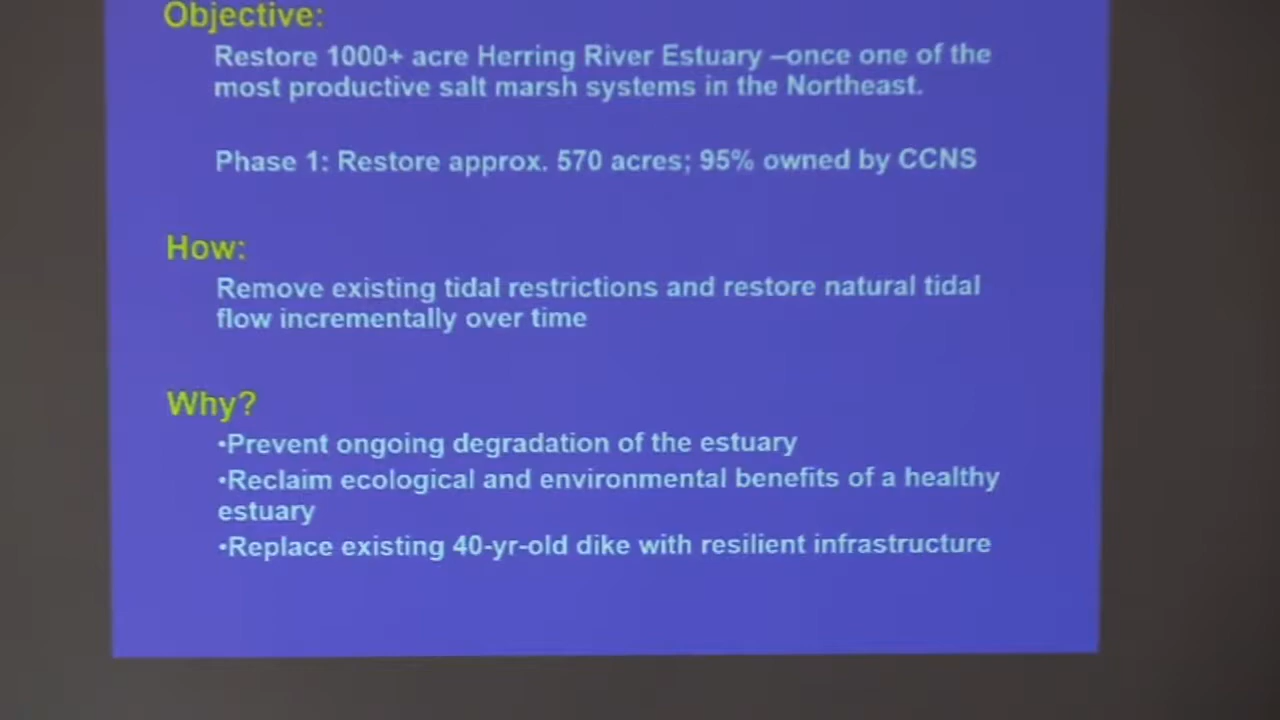 Objective:
Restore 1000+ acre Herring River Estuary –once one of the
most productive salt marsh systems in the Northeast.
Phase 1: Restore approx. 570 acres; 95% owned by CCNS
How:
Remove existing tidal restrictions and restore natural tidal
flow incrementally over time
Why?
•Prevent ongoing degradation of the estuary
•Reclaim ecological and environmental benefits of a healthy
estuary
•Replace existing 40-yr-old dike with resilient infrastructure